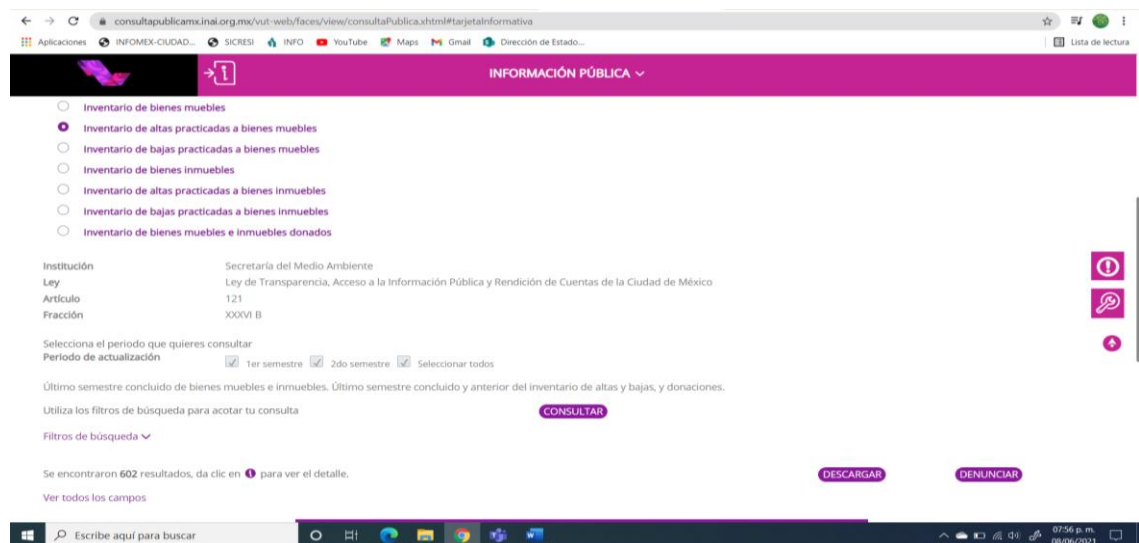 consultapublicamx.inai.org.mx/vut-web/faces/view/consultaPublica.xhtml#tarjetaInformativa
Aplicaciones INFOMEX-CIUDAD... SICRESI INFO YouTube Maps Gmail Dirección de Estado... Lista de lectura
INFORMACIÓN PÚBLICA
Inventario de bienes muebles
Inventario de altas practicadas a bienes muebles
Inventario de bajas practicadas a bienes muebles
Inventario de bienes inmuebles
Inventario de altas practicadas a bienes inmuebles
Inventario de bajas practicadas a bienes inmuebles
Inventario de bienes muebles e inmuebles donados
Institución Secretaría del Medio Ambiente
Ley Ley de Transparencia, Acceso a la Información Pública y Rendición de Cuentas de la Ciudad de México
Artículo 121
Fracción XXXVI B
Selecciona el periodo que quieres consultar
Periodo de actualización 1er semestre 2do semestre Seleccionar todos
Último semestre concluido de bienes muebles e inmuebles. Último semestre concluido y anterior del inventario de altas y bajas, y donaciones.
Utiliza los filtros de búsqueda para acotar tu consulta CONSULTAR
Filtros de búsqueda
Se encontraron 602 resultados, da clic en i para ver el detalle. DESCARGAR DENUNCIAR
Ver todos los campos
Escribe aquí para buscar 07:56 p. m.
08/06/2021